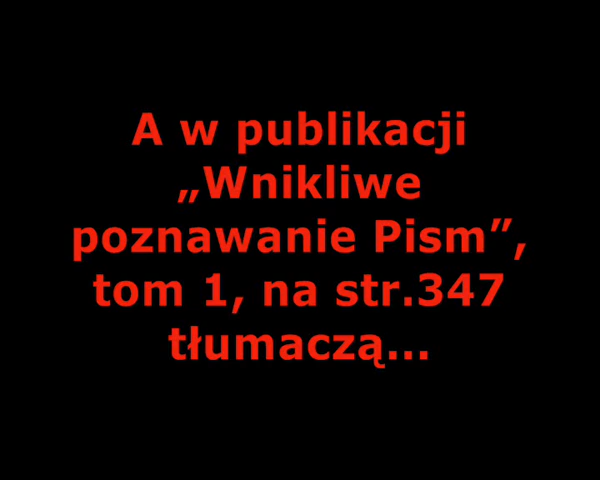 A w publikacji
„Wnikliwe
poznawanie Pism”,
tom 1, na str.347
tłumaczą...